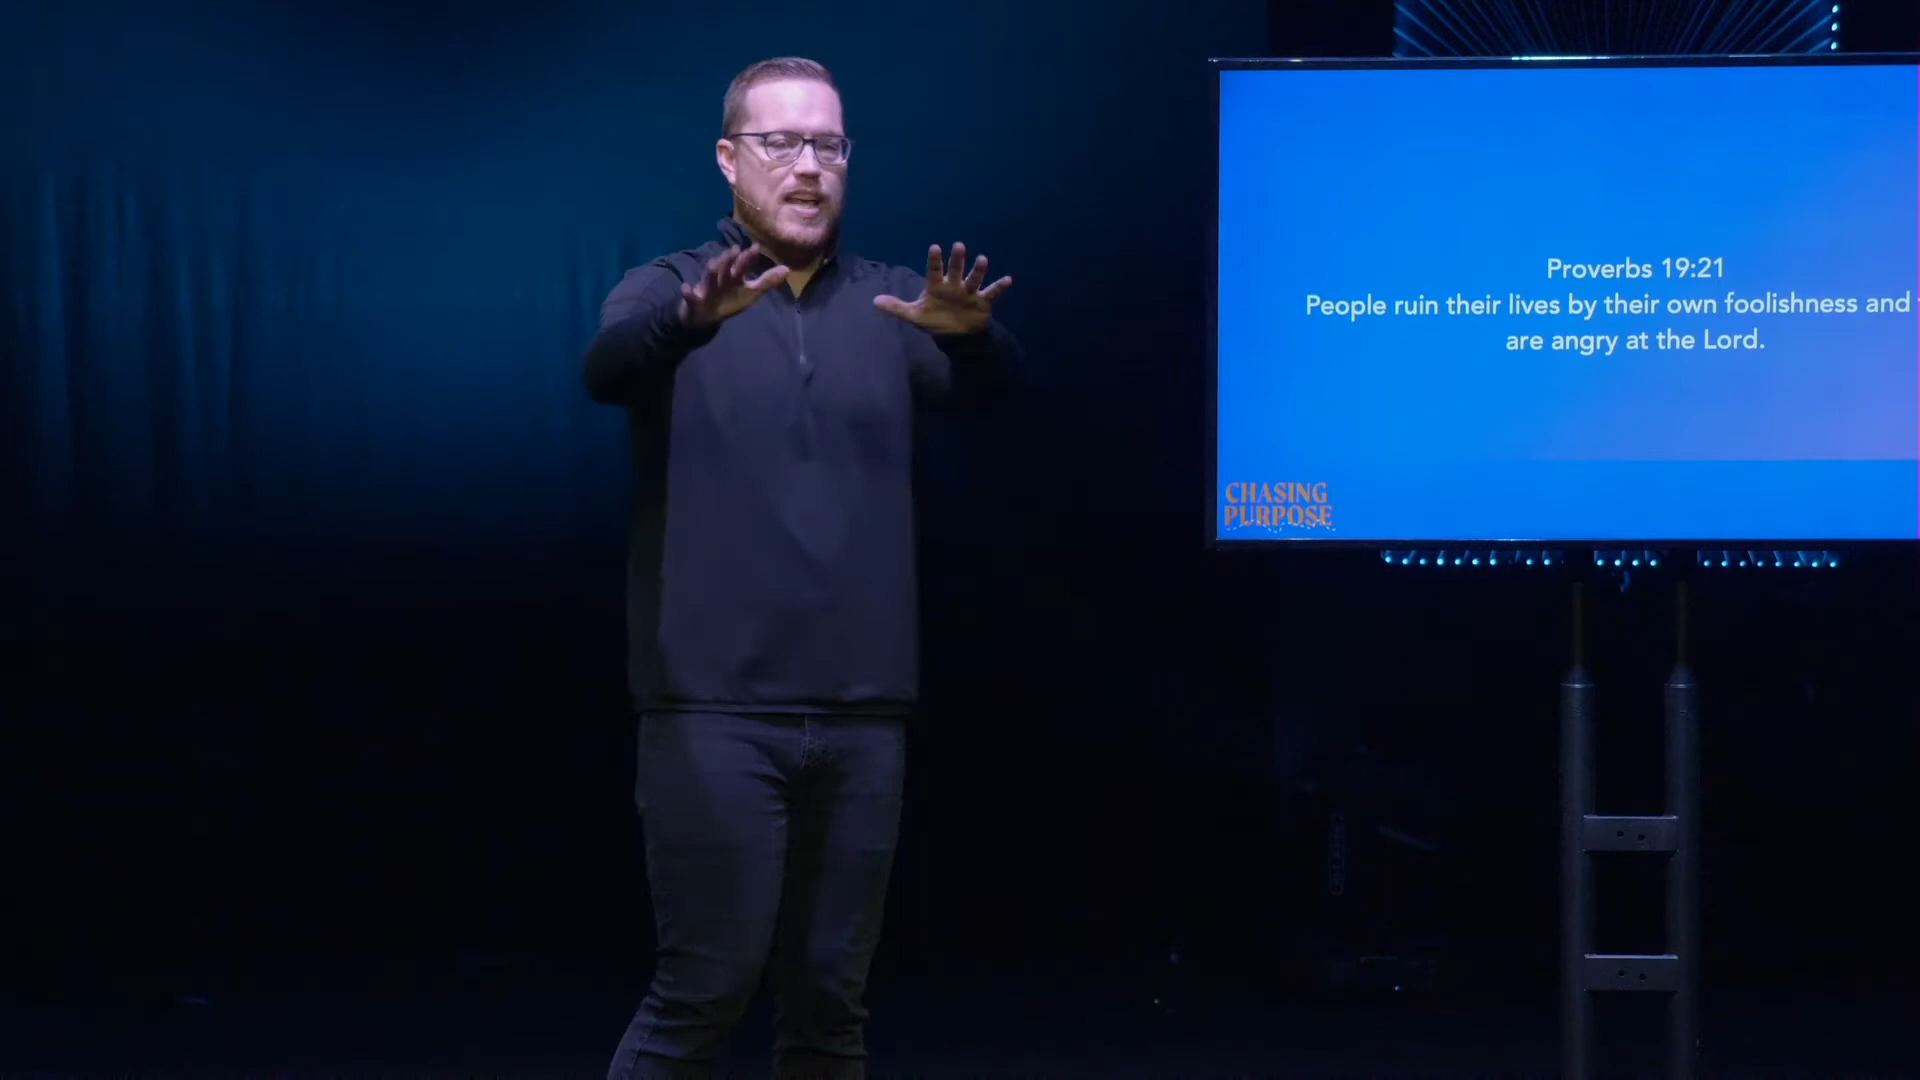 Proverbs 19:21
People ruin their lives by their own foolishness and
are angry at the Lord.
CHASING
PURPOSE